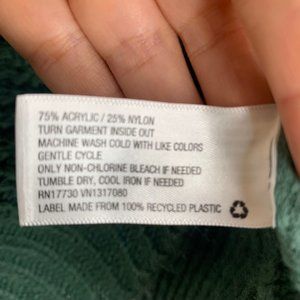 75% ACRYLIC / 25% NYLON
TURN GARMENT INSIDE OUT
MACHINE WASH COLD WITH LIKE COLORS
GENTLE CYCLE
ONLY NON-CHLORINE BLEACH IF NEEDED
TUMBLE DRY, COOL IRON IF NEEDED
RN17730 VN1317080
LABEL MADE FROM 100% RECYCLED PLASTIC